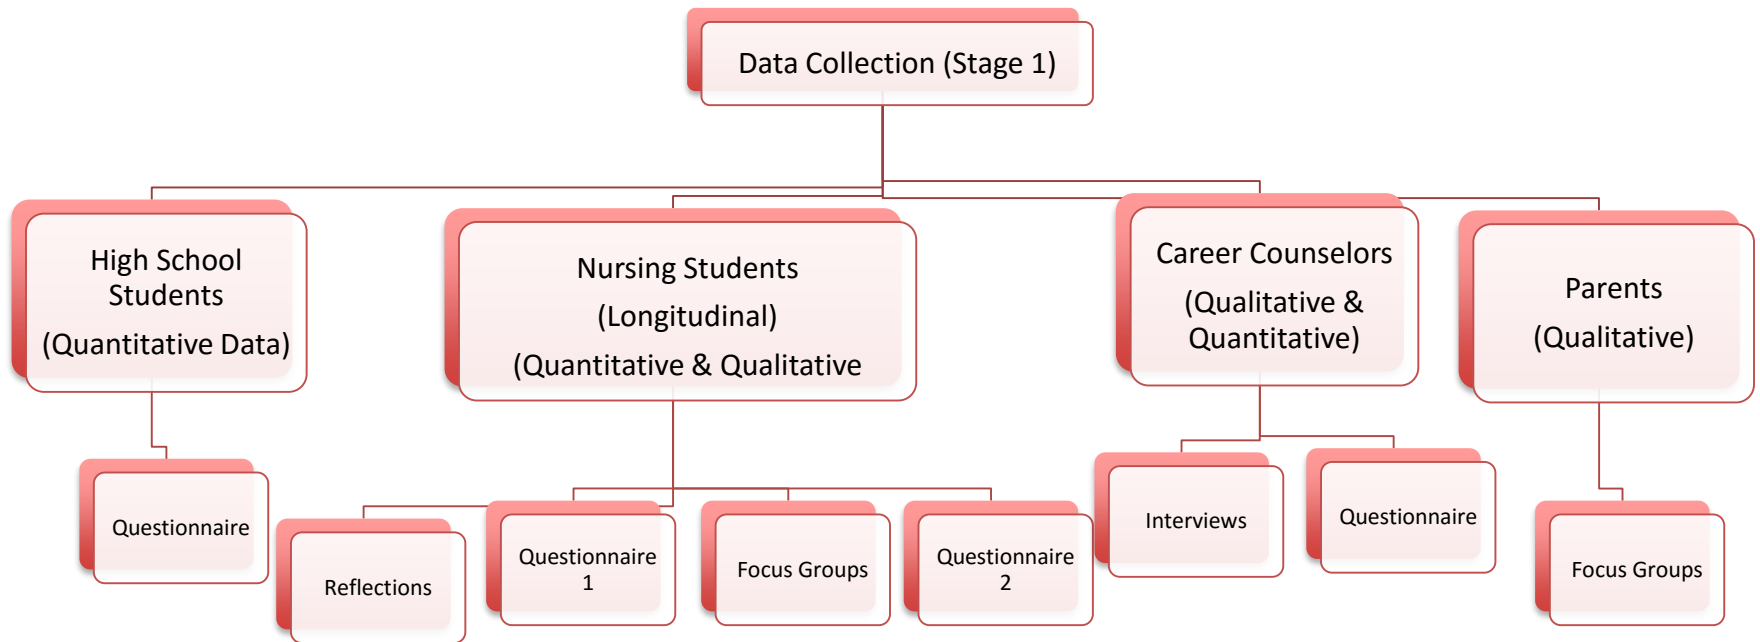 Data Collection (Stage 1)
High School
Students
(Quantitative Data)
Nursing Students
(Longitudinal)
(Quantitative & Qualitative
Career Counselors
(Qualitative &
Quantitative)
Parents
(Qualitative)
Questionnaire
Reflections
Questionnaire
1
Focus Groups
Questionnaire
2
Interviews
Questionnaire
Focus Groups